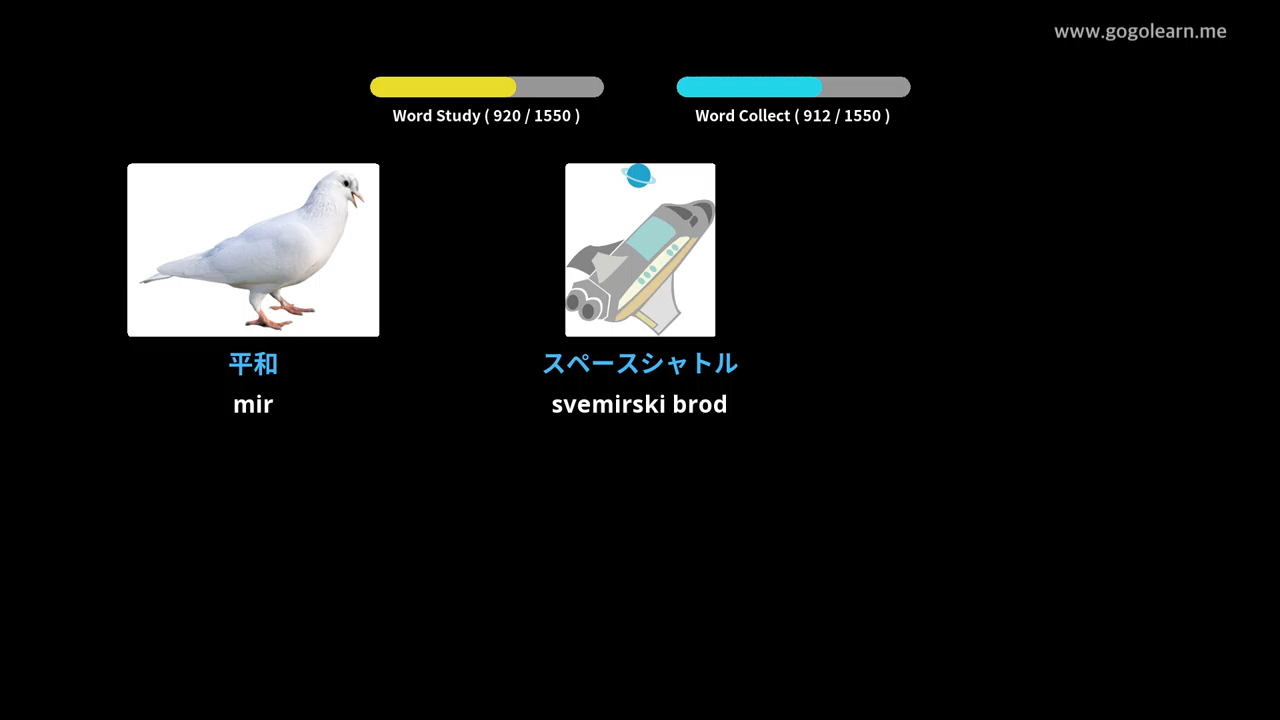 www.gogolearn.me
Word Study ( 920 / 1550 )
Word Collect ( 912 / 1550 )
平和
mir
スペースシャトル
svemirski brod